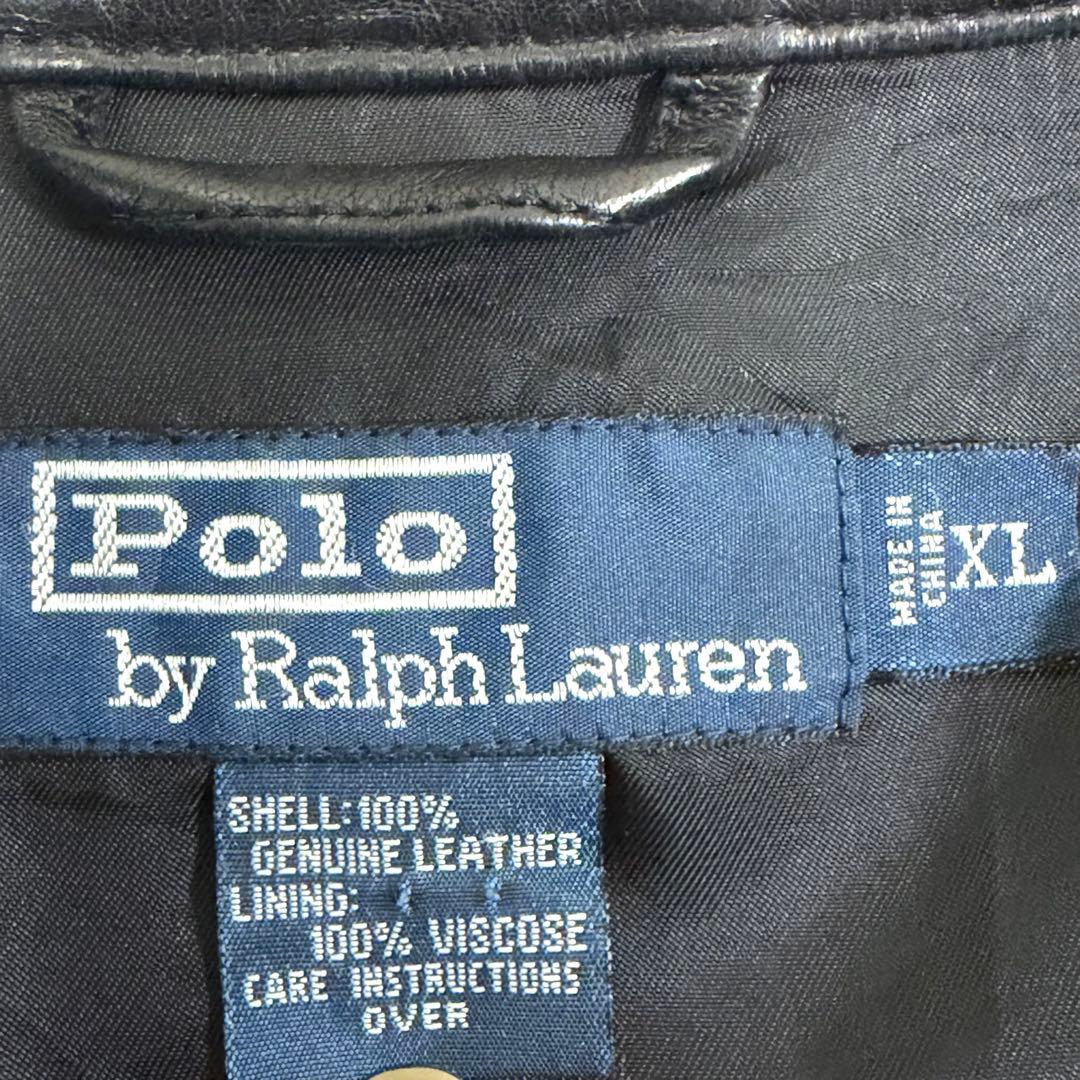 Polo
by Ralph Lauren
MADE IN
CHINA
XL
SHELL: 100%
GENUINE LEATHER
LINING:
100% VISCOSE
CARE INSTRUCTIONS
OVER